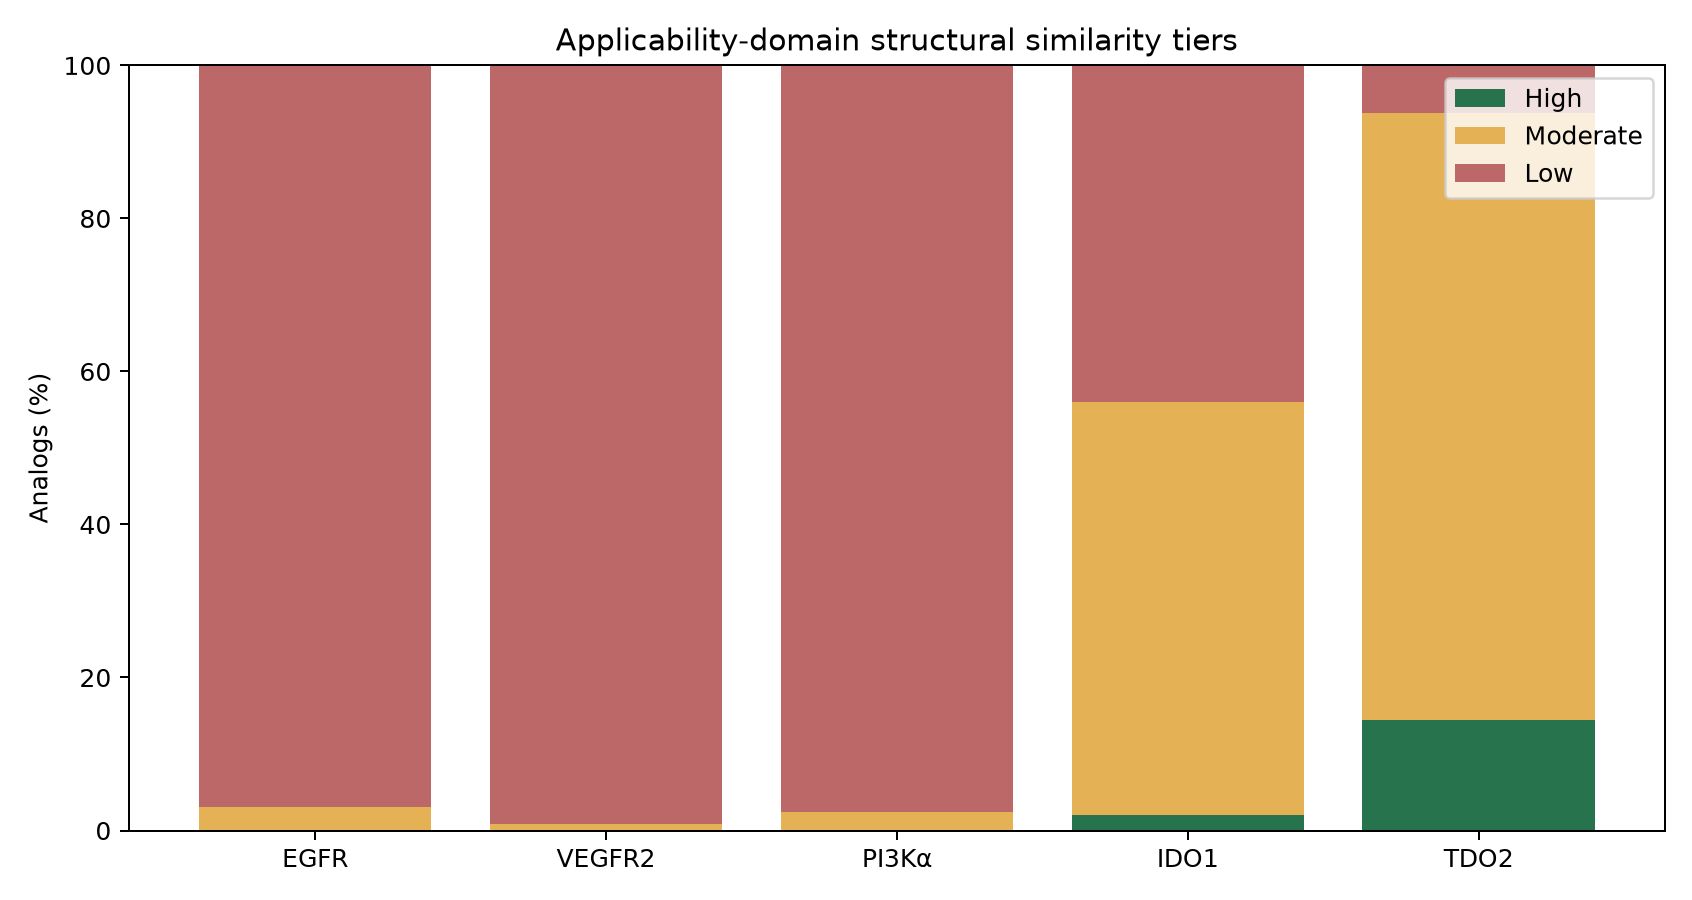 Applicability-domain structural similarity tiers
100
80
60
40
20
0
Analogs (%)
High
Moderate
Low
EGFR
VEGFR2
PI3Kα
IDO1
TDO2